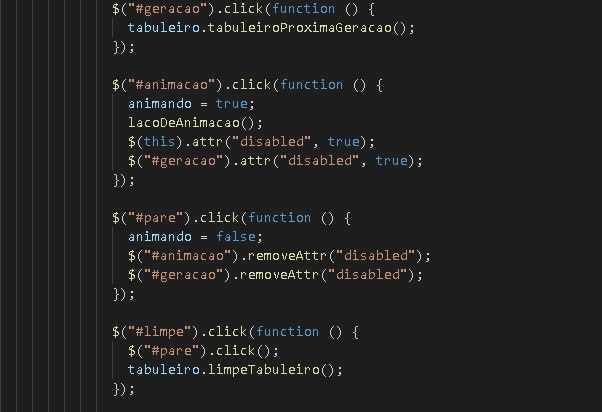 $("#geracao").click(function () {
tabuleiro.tabuleiroProximaGeracao();
});
$("#animacao").click(function () {
animando = true;
lacoDeAnimacao();
$(this).attr("disabled", true);
$("#geracao").attr("disabled", true);
});
$("#pare").click(function () {
animando = false;
$("#animacao").removeAttr("disabled");
$("#geracao").removeAttr("disabled");
});
$("#limpe").click(function () {
$("#pare").click();
tabuleiro.limpeTabuleiro();
});